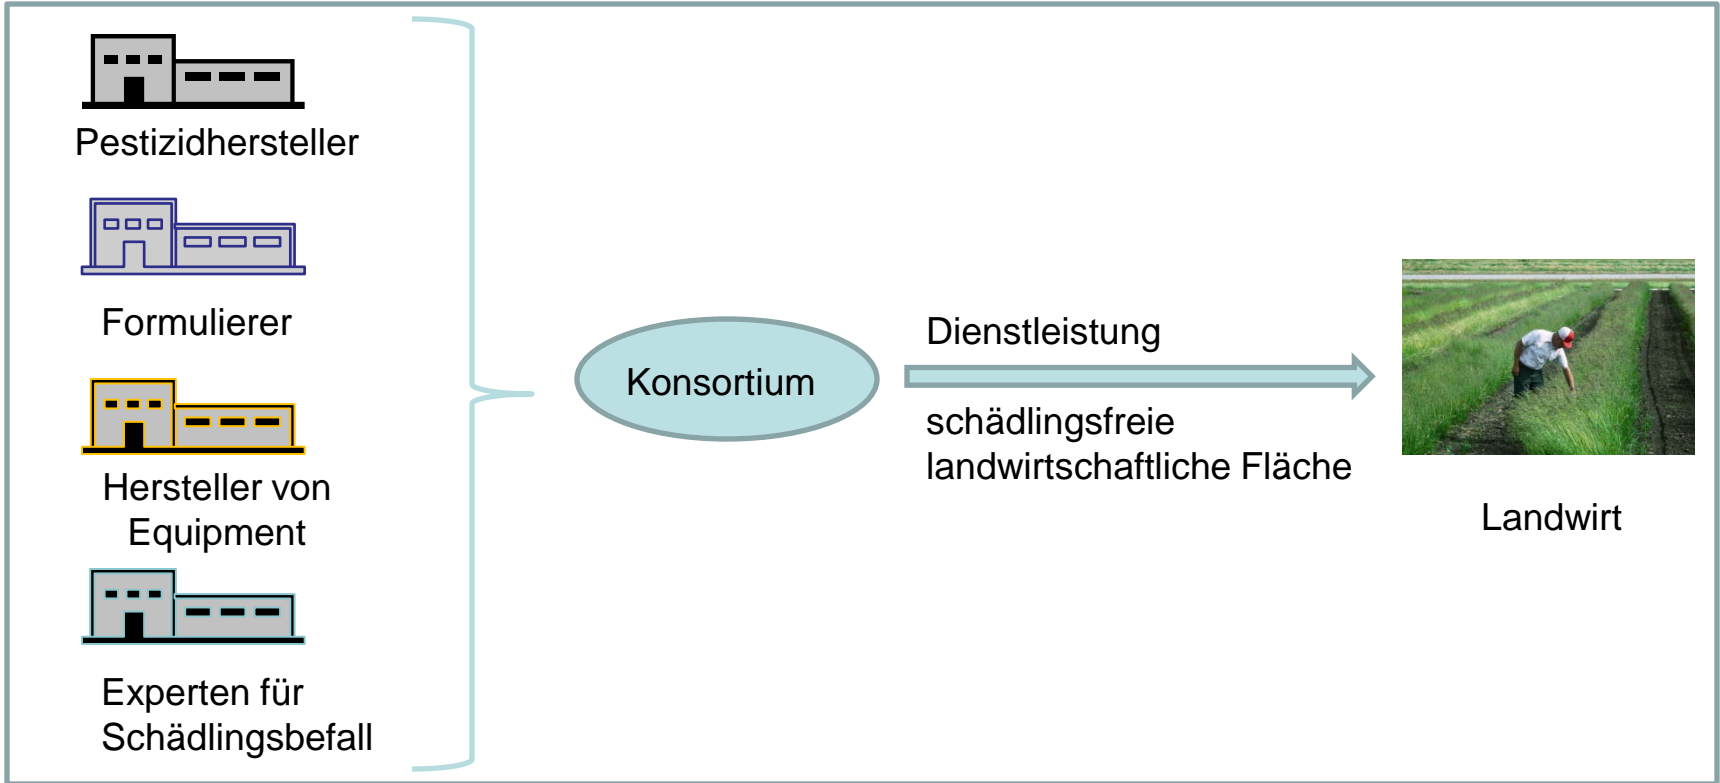 Pestizidhersteller
Formulierer
Hersteller von
Equipment
Experten für
Schädlingsbefall
Konsortium
Dienstleistung
schädlingsfreie
landwirtschaftliche Fläche
Landwirt